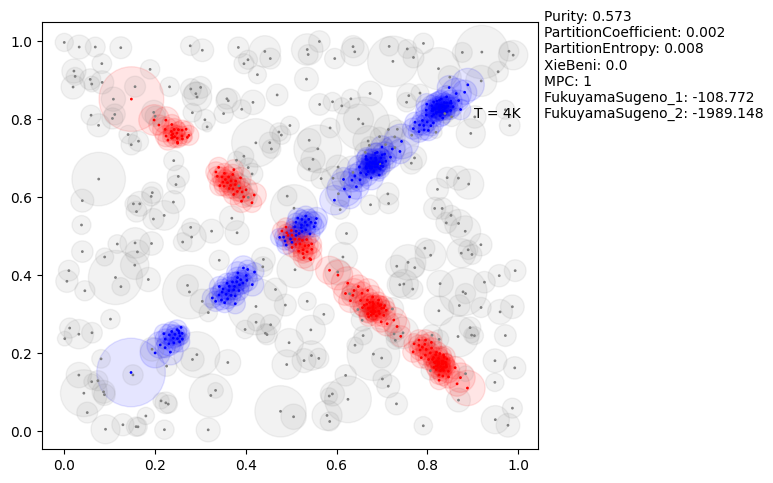 Purity: 0.573
PartitionCoefficient: 0.002
PartitionEntropy: 0.008
XieBeni: 0.0
MPC: 1
FukuyamaSugeno_1: -108.772
FukuyamaSugeno_2: -1989.148
T = 4K
1.0
0.8
0.6
0.4
0.2
0.0
0.0 0.2 0.4 0.6 0.8 1.0